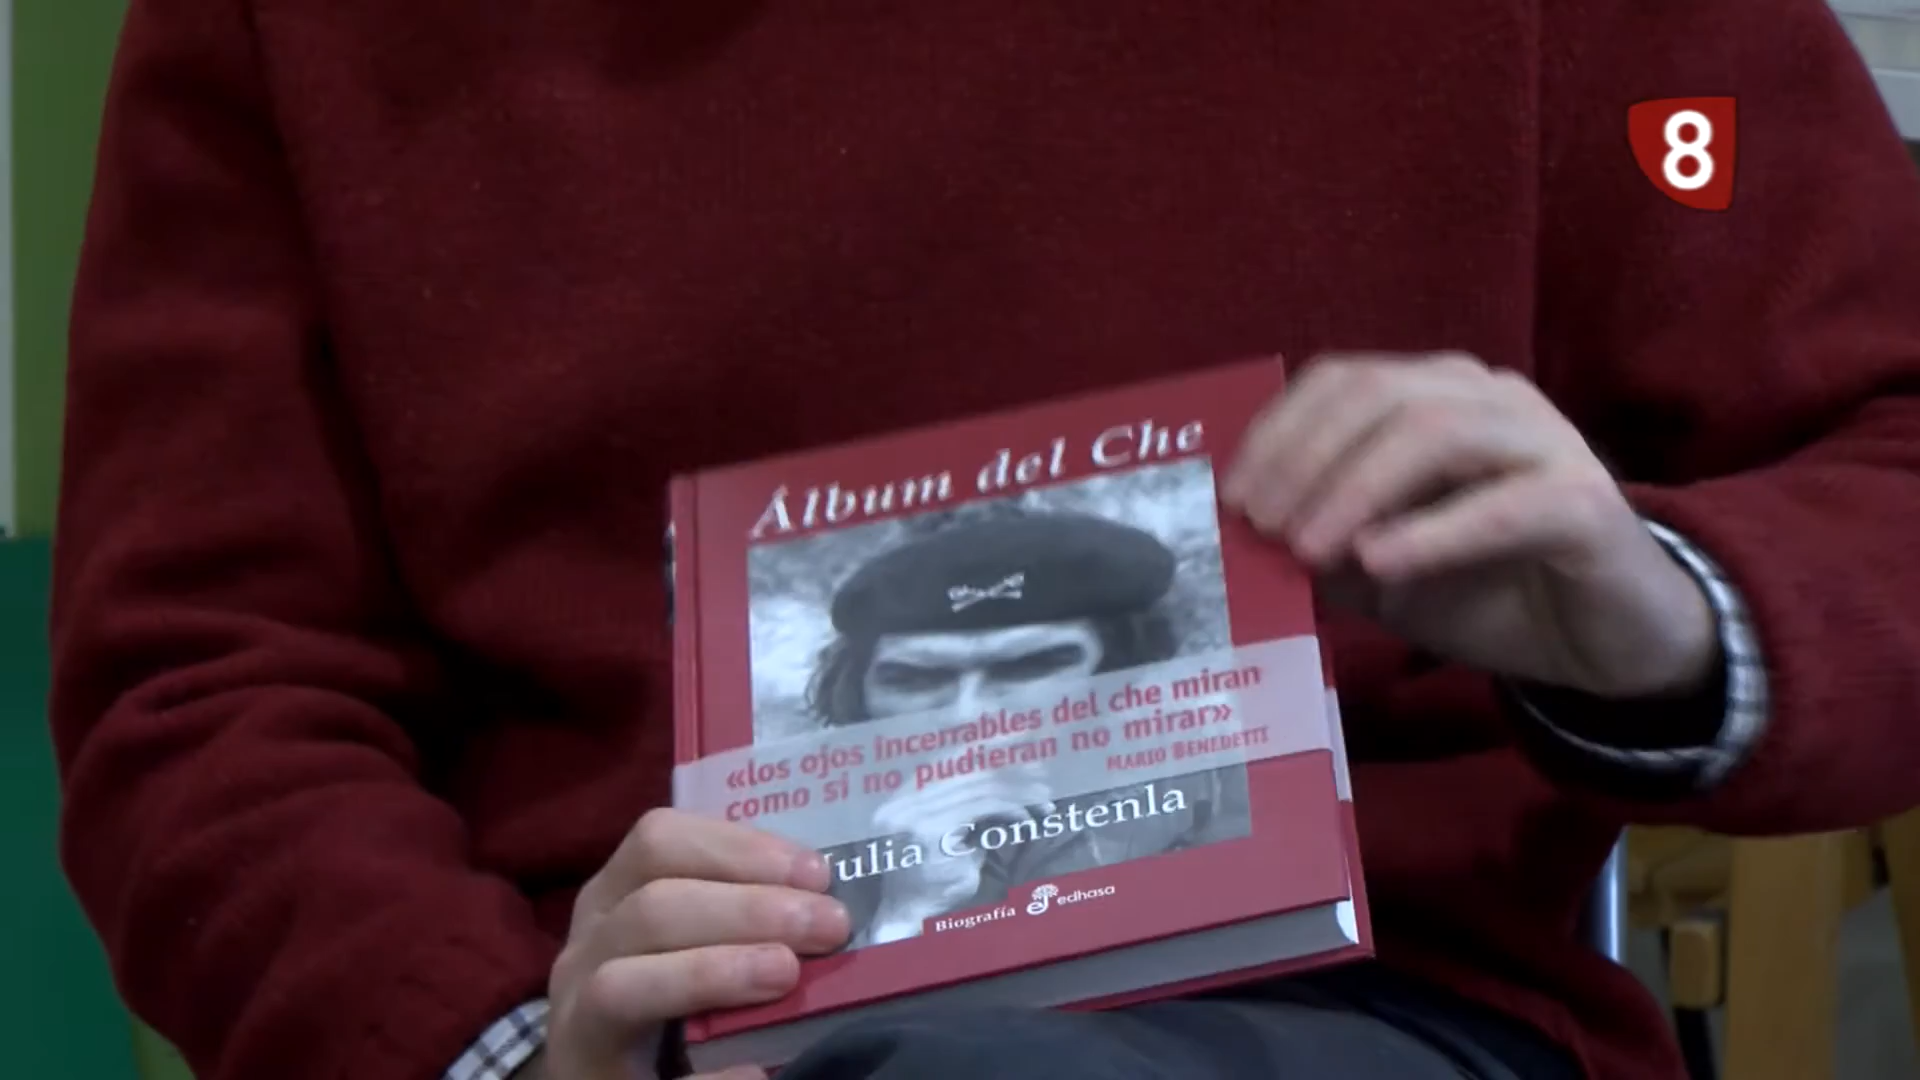 8
Álbum del Che
«los ojos incerrables del che miran
como si no pudieran no mirar»
MARIO BENEDETTI
Julia Constenla
Biografía edhasa